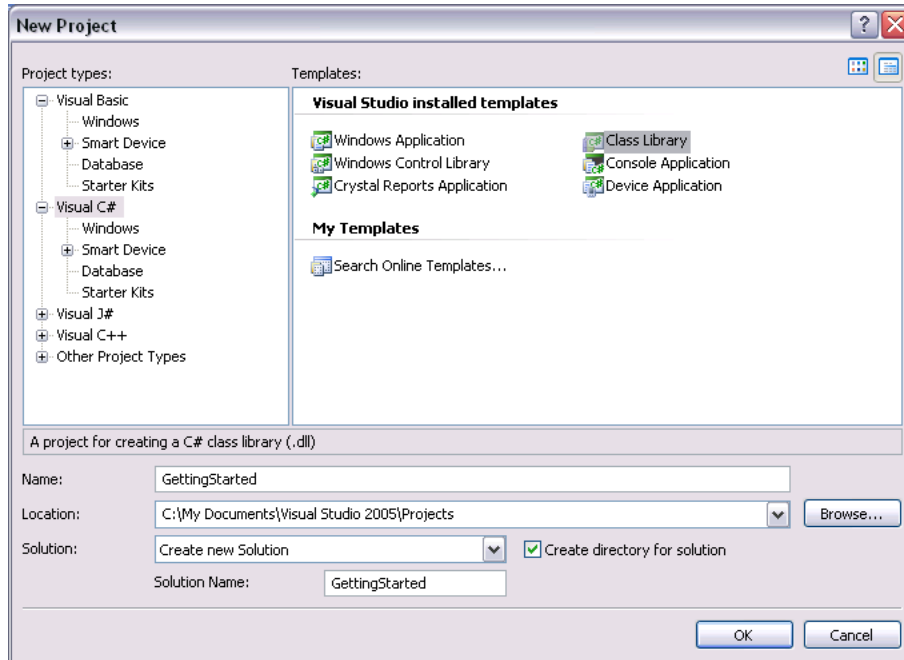 New Project
Project types:
Templates:
Visual Basic
Windows
Smart Device
Database
Starter Kits
Visual C#
Windows
Smart Device
Database
Starter Kits
Visual J#
Visual C++
Other Project Types
Visual Studio installed templates
Windows Application
Class Library
Windows Control Library
Console Application
Crystal Reports Application
Device Application
My Templates
Search Online Templates...
A project for creating a C# class library (.dll)
Name: GettingStarted
Location: C:\My Documents\Visual Studio 2005\Projects Browse...
Solution: Create new Solution Create directory for solution
Solution Name: GettingStarted
OK Cancel